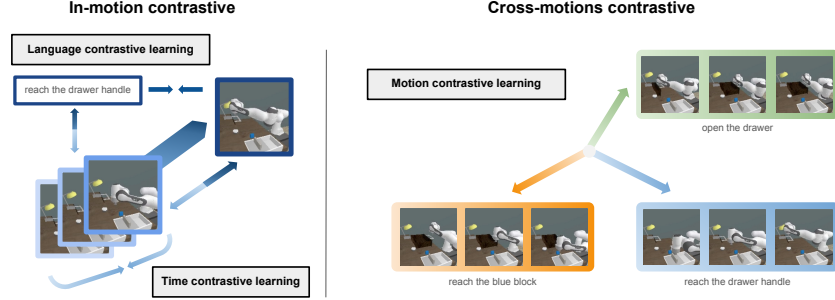 In-motion contrastive
Cross-motions contrastive
Language contrastive learning
reach the drawer handle
Time contrastive learning
Motion contrastive learning
open the drawer
reach the blue block
reach the drawer handle